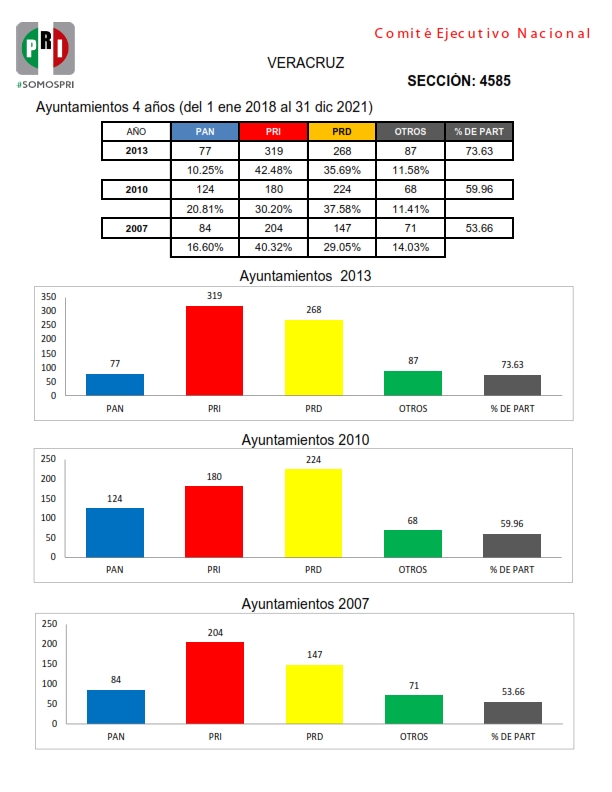 PRI
#SOMOSPRI
Comité Ejecutivo Nacional
VERACRUZ
SECCIÓN: 4585
Ayuntamientos 4 años (del 1 ene 2018 al 31 dic 2021)
AÑO PAN PRI PRD OTROS % DE PART
2013 77 319 268 87 73.63
10.25% 42.48% 35.69% 11.58%
2010 124 180 224 68 59.96
20.81% 30.20% 37.58% 11.41%
2007 84 204 147 71 53.66
16.60% 40.32% 29.05% 14.03%
Ayuntamientos 2013
350
300
250
200
150
100
50
0
77 319 268 87 73.63
PAN PRI PRD OTROS % DE PART
Ayuntamientos 2010
250
200
150
100
50
0
124 180 224 68 59.96
PAN PRI PRD OTROS % DE PART
Ayuntamientos 2007
250
200
150
100
50
0
84 204 147 71 53.66
PAN PRI PRD OTROS % DE PART